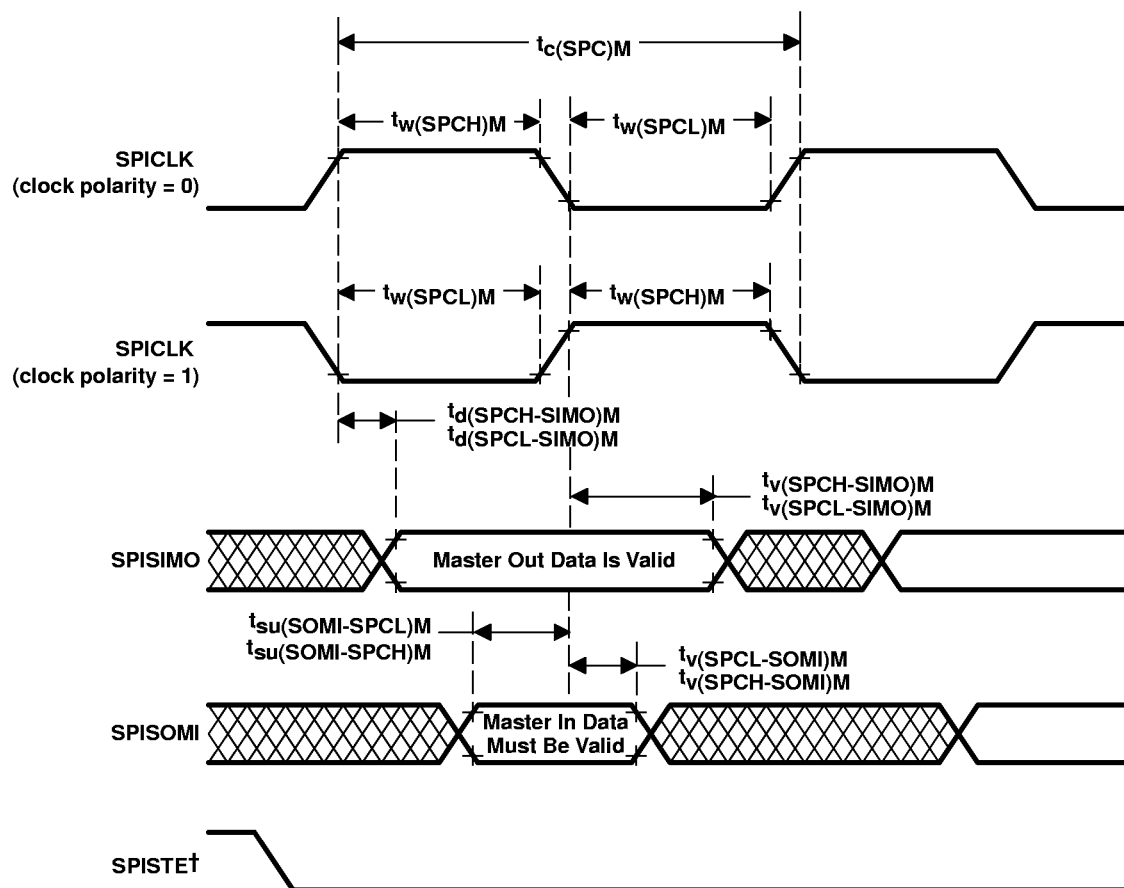 tc(SPC)M
tw(SPCH)M
tw(SPCL)M
SPICLK
(clock polarity = 0)
tw(SPCL)M
tw(SPCH)M
SPICLK
(clock polarity = 1)
td(SPCH-SIMO)M
td(SPCL-SIMO)M
tv(SPCH-SIMO)M
tv(SPCL-SIMO)M
SPISIMO
Master Out Data Is Valid
tsu(SOMI-SPCL)M
tsu(SOMI-SPCH)M
tv(SPCL-SOMI)M
tv(SPCH-SOMI)M
SPISOMI
Master In Data
Must Be Valid
SPISTE†